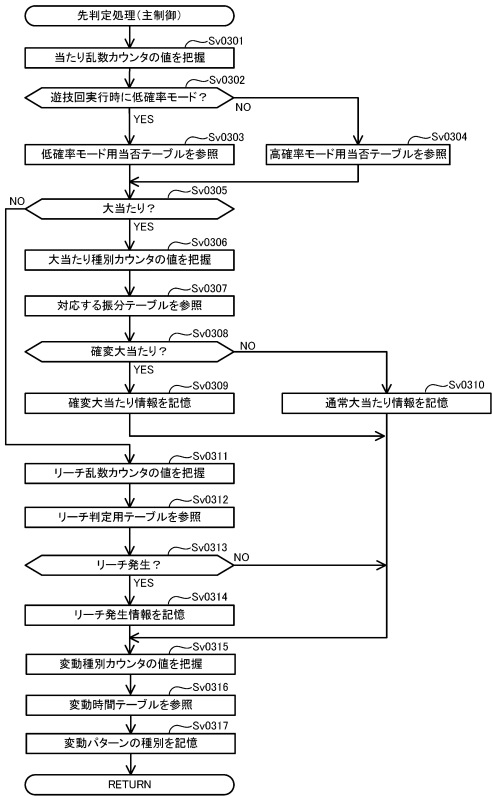 先判定処理(主制御)
Sv0301
当たり乱数カウンタの値を把握
Sv0302
遊技回実行時に低確率モード？
NO
YES
Sv0303
低確率モード用当否テーブルを参照
Sv0304
高確率モード用当否テーブルを参照
Sv0305
NO
大当たり？
YES
Sv0306
大当たり種別カウンタの値を把握
Sv0307
対応する振分テーブルを参照
Sv0308
確変大当たり？
NO
YES
Sv0309
確変大当たり情報を記憶
Sv0310
通常大当たり情報を記憶
Sv0311
リーチ乱数カウンタの値を把握
Sv0312
リーチ判定用テーブルを参照
Sv0313
リーチ発生？
NO
YES
Sv0314
リーチ発生情報を記憶
Sv0315
変動種別カウンタの値を把握
Sv0316
変動時間テーブルを参照
Sv0317
変動パターンの種別を記憶
RETURN